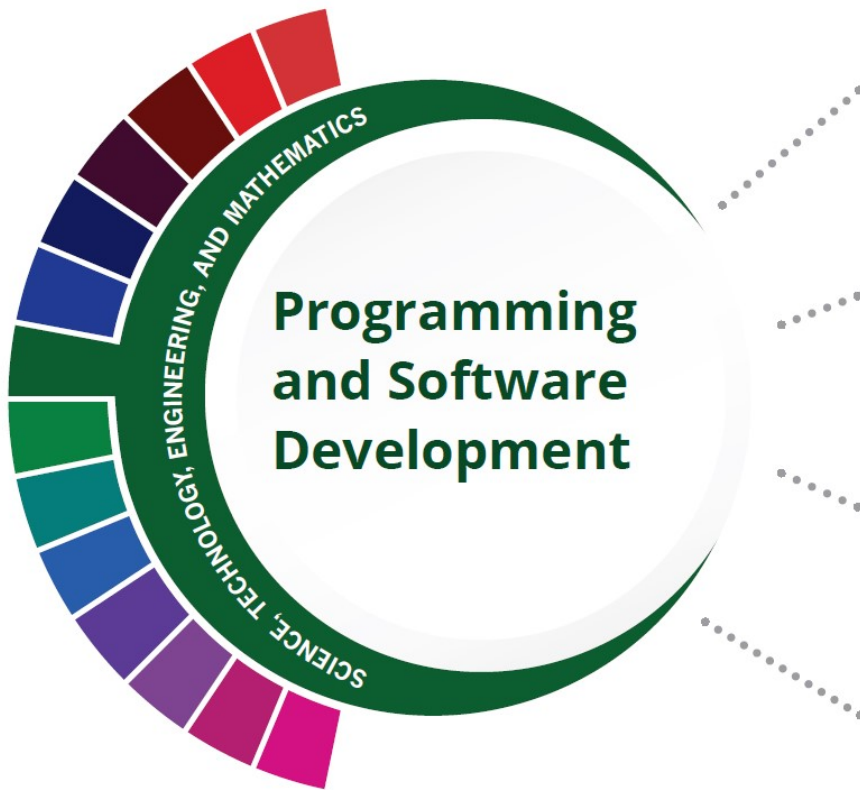 SCIENCE, TECHNOLOGY, ENGINEERING, AND MATHEMATICS
Programming
and Software
Development